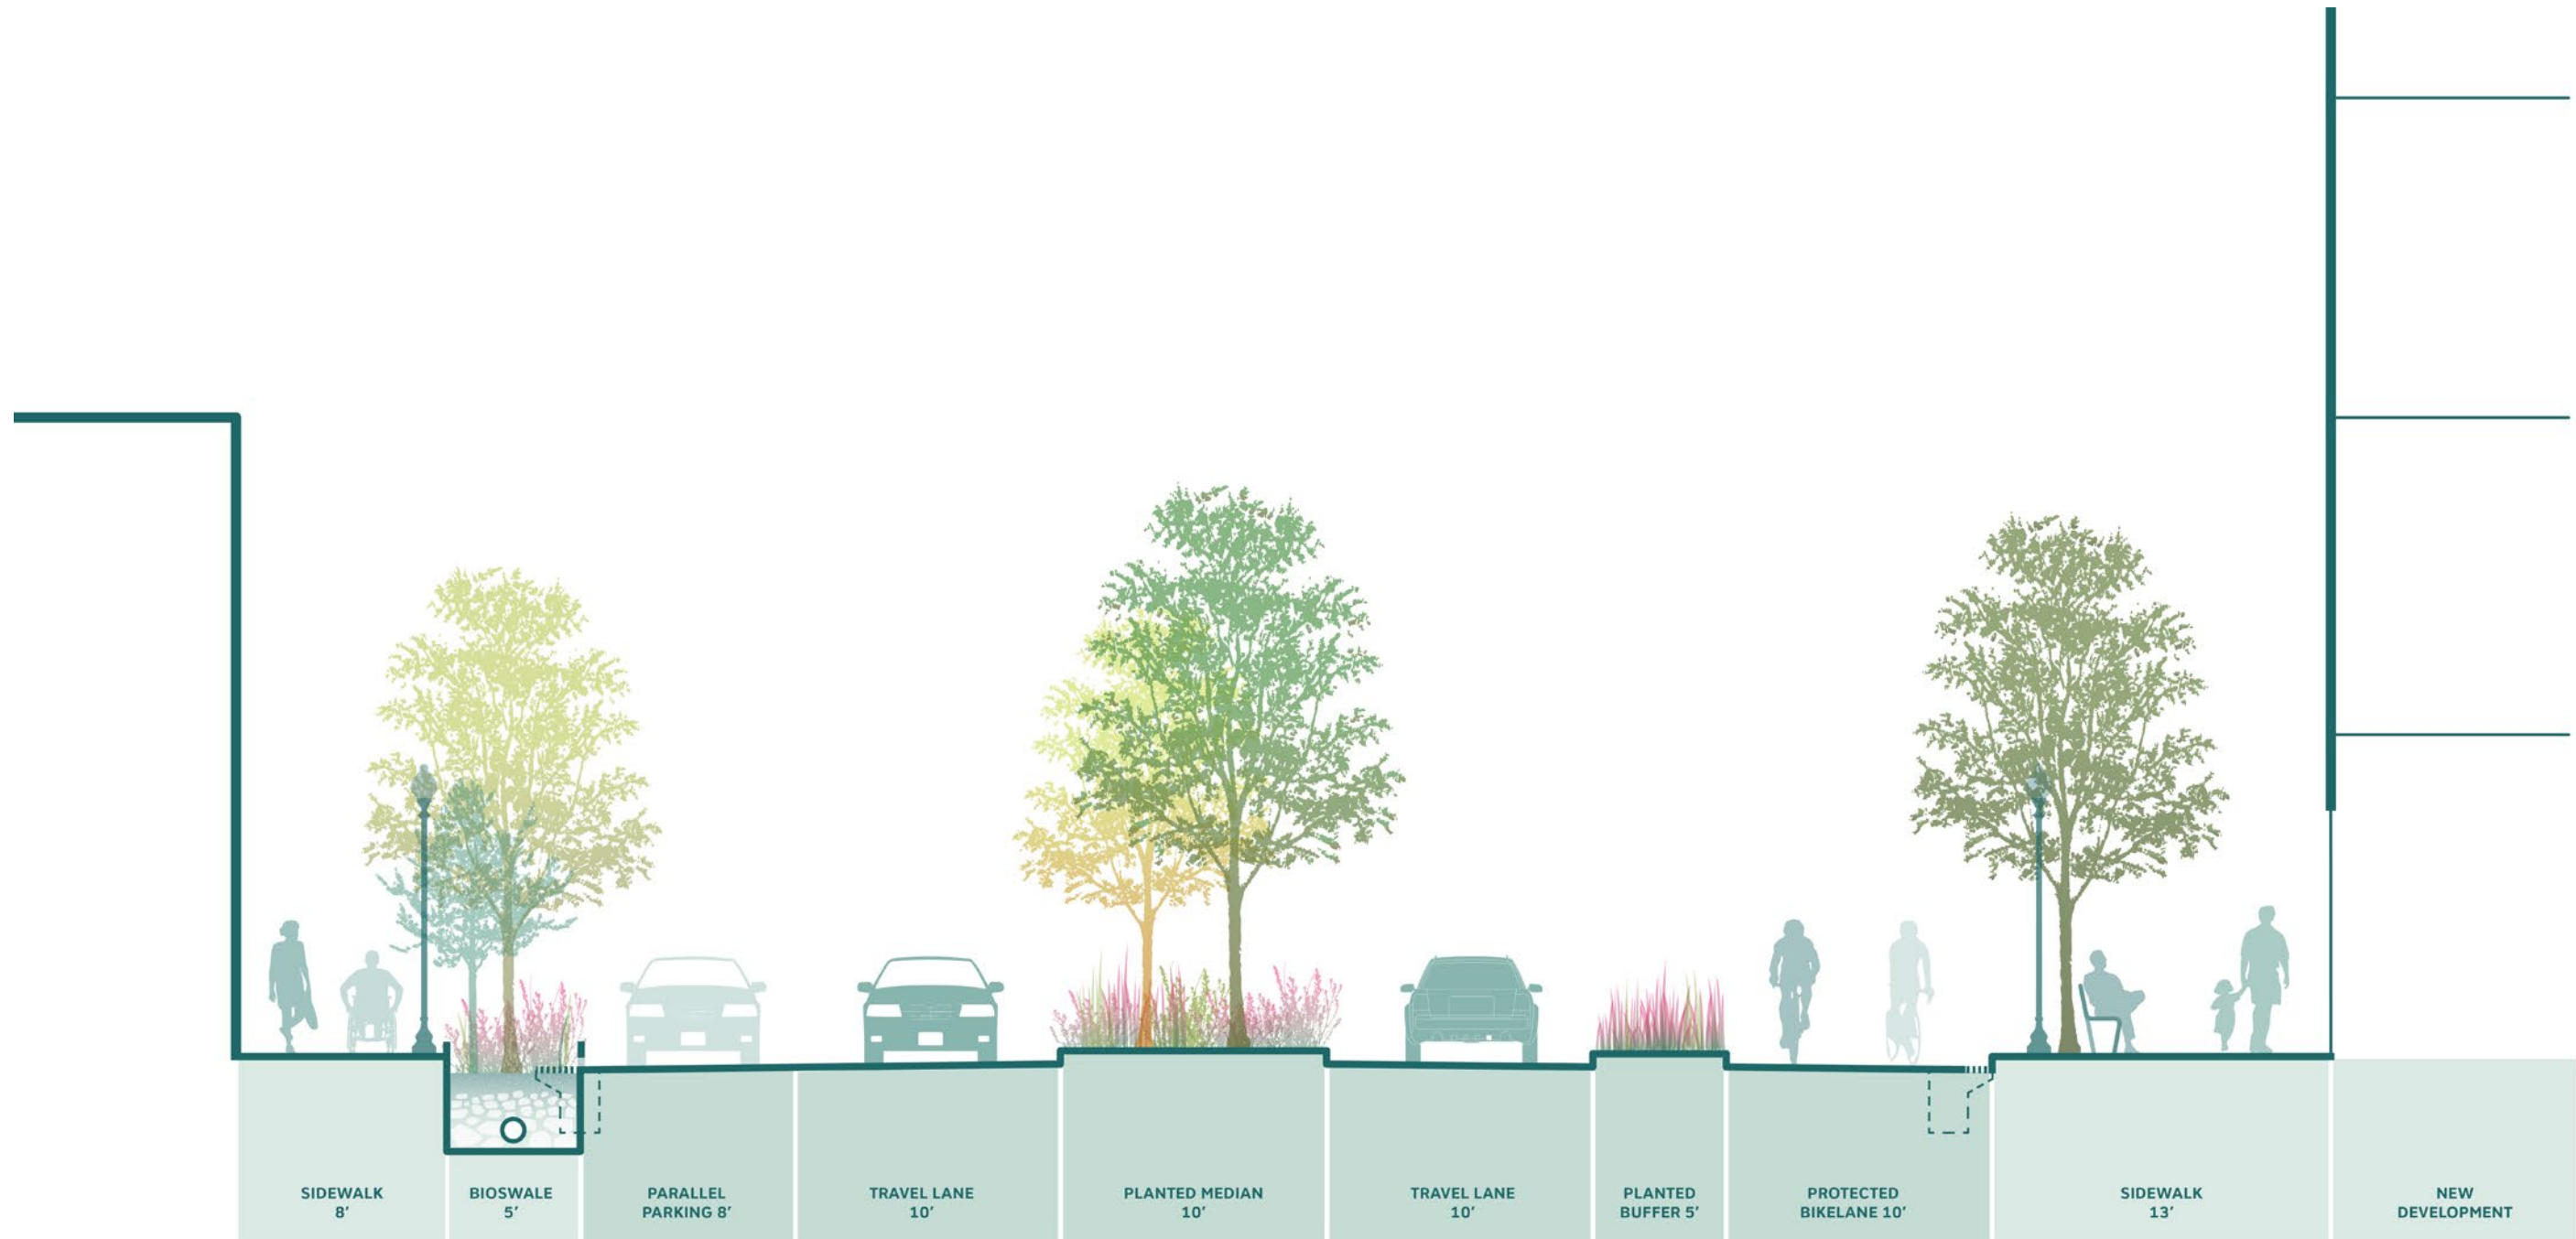 SIDEWALK
8′
BIOSWALE
5′
PARALLEL
PARKING 8′
TRAVEL LANE
10′
PLANTED MEDIAN
10′
TRAVEL LANE
10′
PLANTED
BUFFER 5′
PROTECTED
BIKELANE 10′
SIDEWALK
13′
NEW
DEVELOPMENT